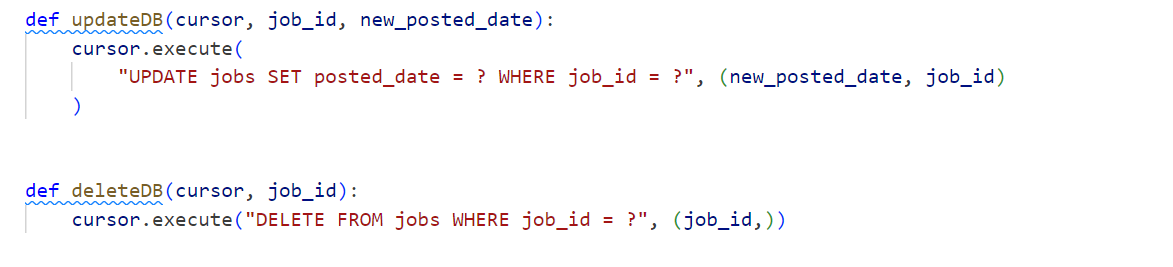 def updateDB(cursor, job_id, new_posted_date):
    cursor.execute(
        "UPDATE jobs SET posted_date = ? WHERE job_id = ?", (new_posted_date, job_id)
    )
def deleteDB(cursor, job_id):
    cursor.execute("DELETE FROM jobs WHERE job_id = ?", (job_id,))